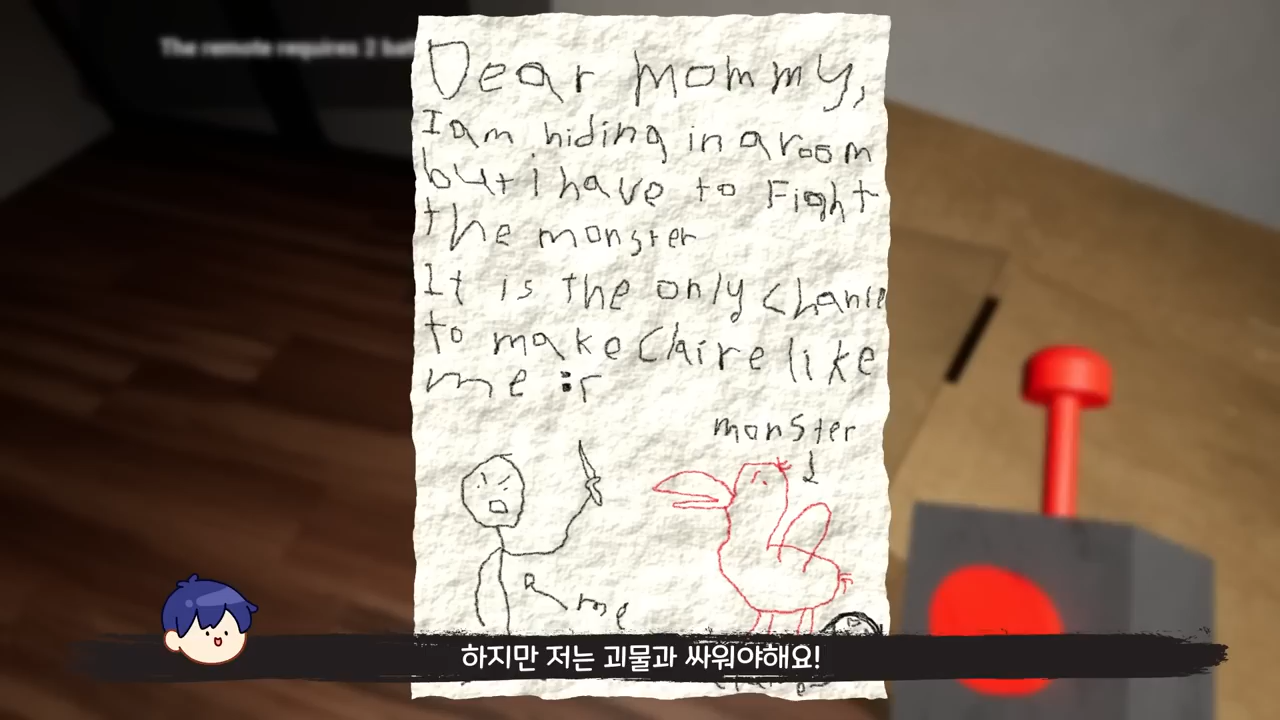 The remote requires 2 bat
Dear mommy,
I am hiding in a room
but i have to Fight
the monster
It is the only chance
to make Claire like
me :r
monster
me
하지만 저는 괴물과 싸워야해요!